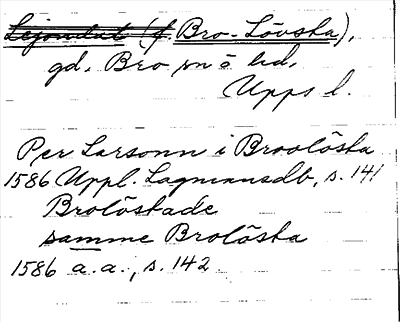 Lejondal (f. Bro-Lövsta),
gd, Bro sn o hd,
Upps l.
Per Larsonn i Broolösta
1586 Uppl. Lagmansdb, s. 141
Brolöstade
samme Brolösta
1586 a.a., s. 142